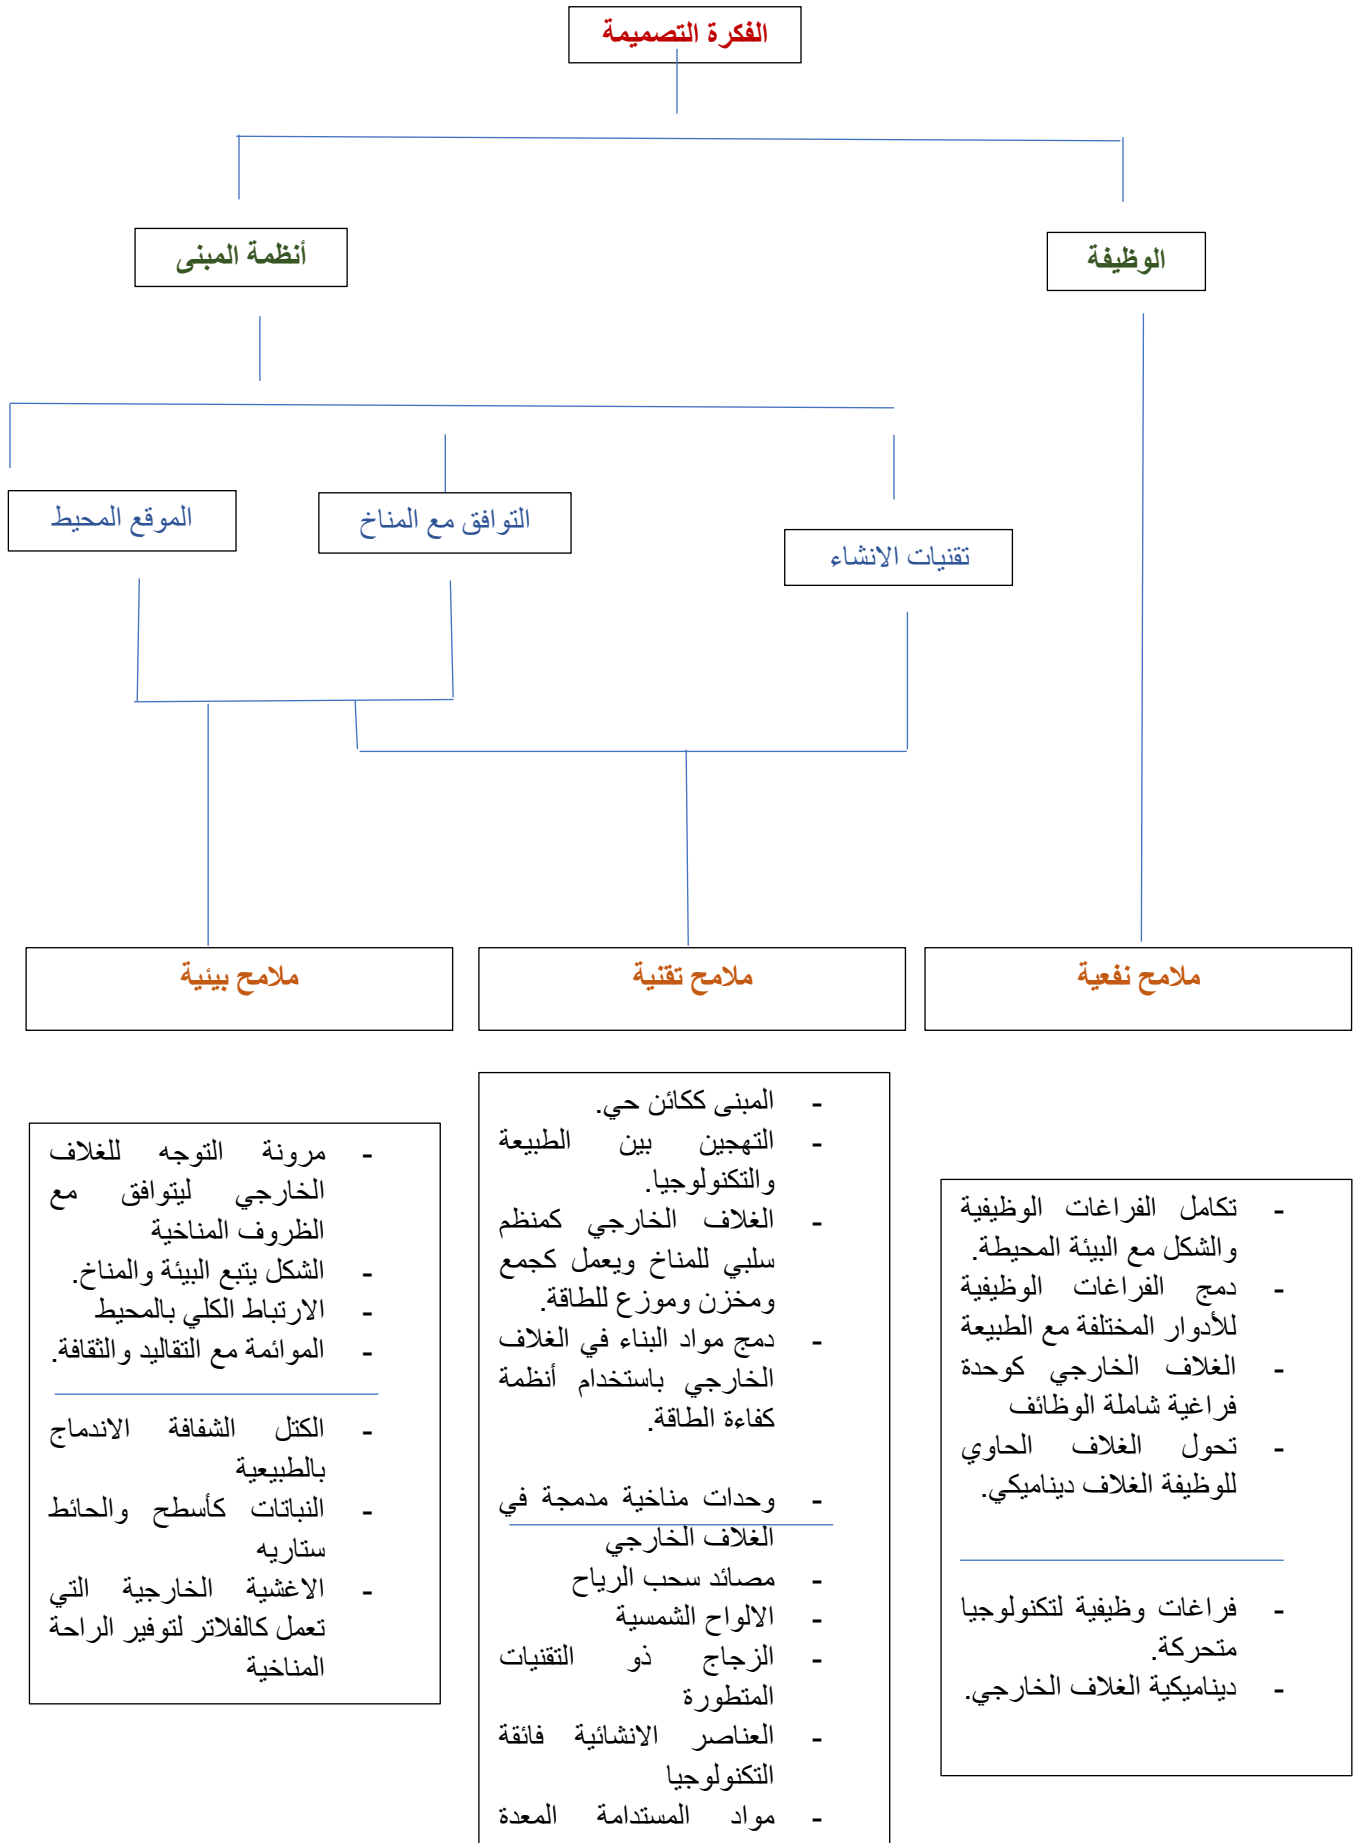 الفكرة التصميمة
الوظيفة
أنظمة المبنى
تقنيات الانشاء
التوافق مع المناخ
الموقع المحيط
ملامح نفعية
ملامح تقنية
ملامح بيئية
- تكامل الفراغات الوظيفية
والشكل مع البيئة المحيطة.
- دمج الفراغات الوظيفية
للأدوار المختلفة مع الطبيعة
- الغلاف الخارجي كوحدة
فراغية شاملة الوظائف
- تحول الغلاف الحاوي
للوظيفة الغلاف ديناميكي.
- فراغات وظيفية لتكنولوجيا
متحركة.
- ديناميكية الغلاف الخارجي.
- المبنى ككائن حي.
- التهجين بين الطبيعة
والتكنولوجيا.
- الغلاف الخارجي كمنظم
سلبي للمناخ ويعمل كجمع
ومخزن وموزع للطاقة.
- دمج مواد البناء في الغلاف
الخارجي باستخدام أنظمة
كفاءة الطاقة.
- وحدات مناخية مدمجة في
الغلاف الخارجي
- مصائد سحب الرياح
- الالواح الشمسية
- الزجاج ذو التقنيات
المتطورة
- العناصر الانشائية فائقة
التكنولوجيا
- مواد المستدامة المعدة
- مرونة التوجه للغلاف
الخارجي ليتوافق مع
الظروف المناخية
- الشكل يتبع البيئة والمناخ.
- الارتباط الكلي بالمحيط
- الموائمة مع التقاليد والثقافة.
- الكتل الشفافة الاندماج
بالطبيعية
- النباتات كأسطح والحائط
ستاريه
- الاغشية الخارجية التي
تعمل كالفلاتر لتوفير الراحة
المناخية